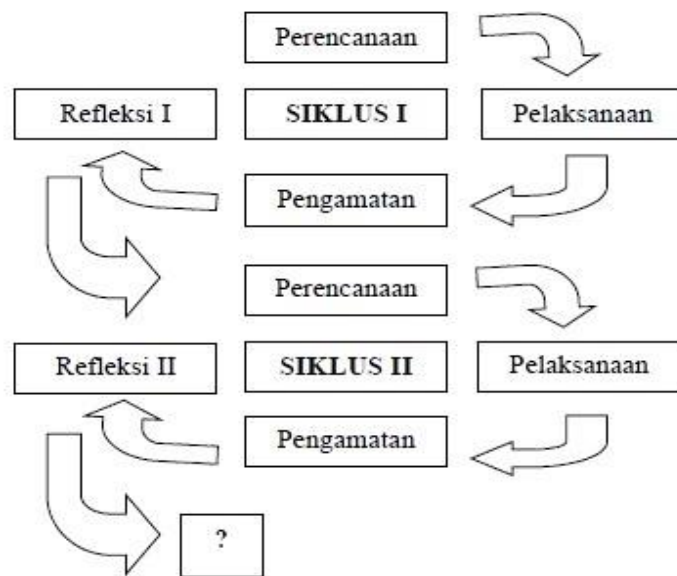 Perencanaan
Refleksi I
SIKLUS I
Pelaksanaan
Pengamatan
Perencanaan
Refleksi II
SIKLUS II
Pelaksanaan
Pengamatan
?